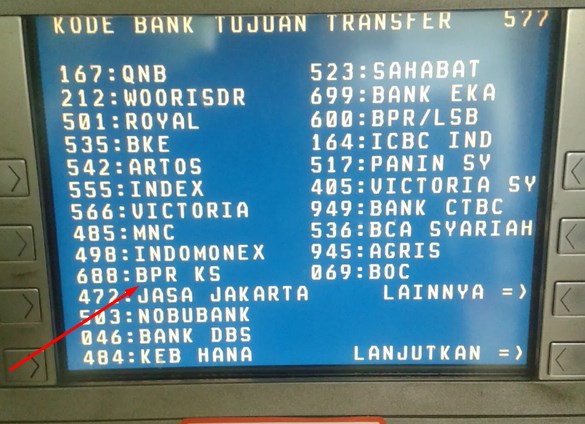 KODE BANK TUJUAN TRANSFER 577
167:QNB
212:WOORISDR
501:ROYAL
535:BKE
542:ARTOS
555:INDEX
566:VICTORIA
485:MNC
498:INDOMONEX
688:BPR KS
472:JASA JAKARTA
503:NOBUBANK
046:BANK DBS
484:KEB HANA
523:SAHABAT
699:BANK EKA
600:BPR/LSB
164:ICBC IND
517:PANIN SY
405:VICTORIA SY
949:BANK CTBC
536:BCA SYARIAH
945:AGRIS
069:BOC
LAINNYA =)
LANJUTKAN =)